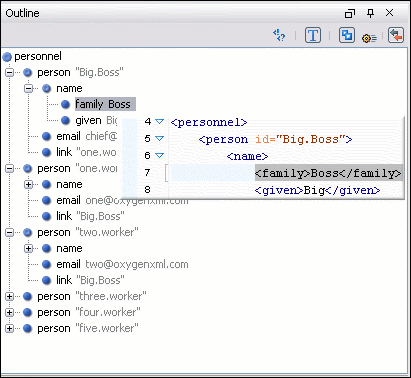 Outline
personnel
person "Big.Boss"
name
family Boss
given Big
email chief@
link "one.wo
person "one.wor
name
email one@oxygenxml.com
link "Big.Boss"
person "two.worker"
name
email two@oxygenxml.com
link "Big.Boss"
person "three.worker"
person "four.worker"
person "five.worker"
4 <personnel>
5 <person id="Big.Boss">
6 <name>
7 <family>Boss</family>
8 <given>Big</given>